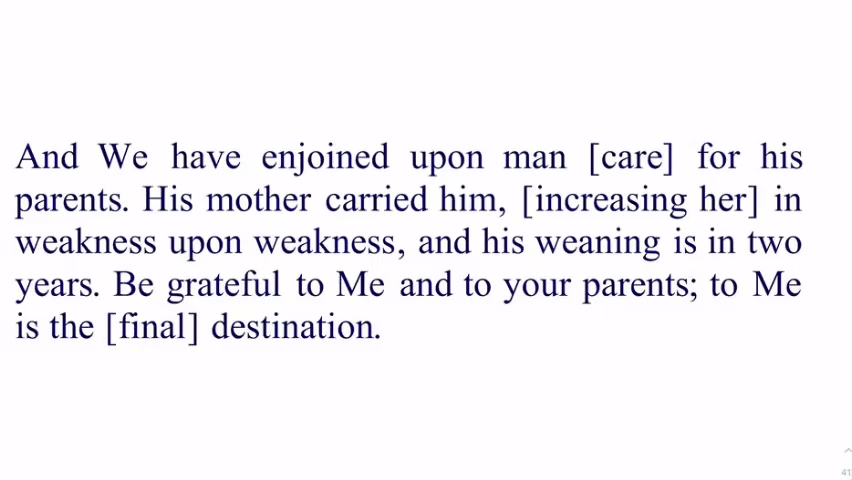 And We have enjoined upon man [care] for his
parents. His mother carried him, [increasing her] in
weakness upon weakness, and his weaning is in two
years. Be grateful to Me and to your parents; to Me
is the [final] destination.
41